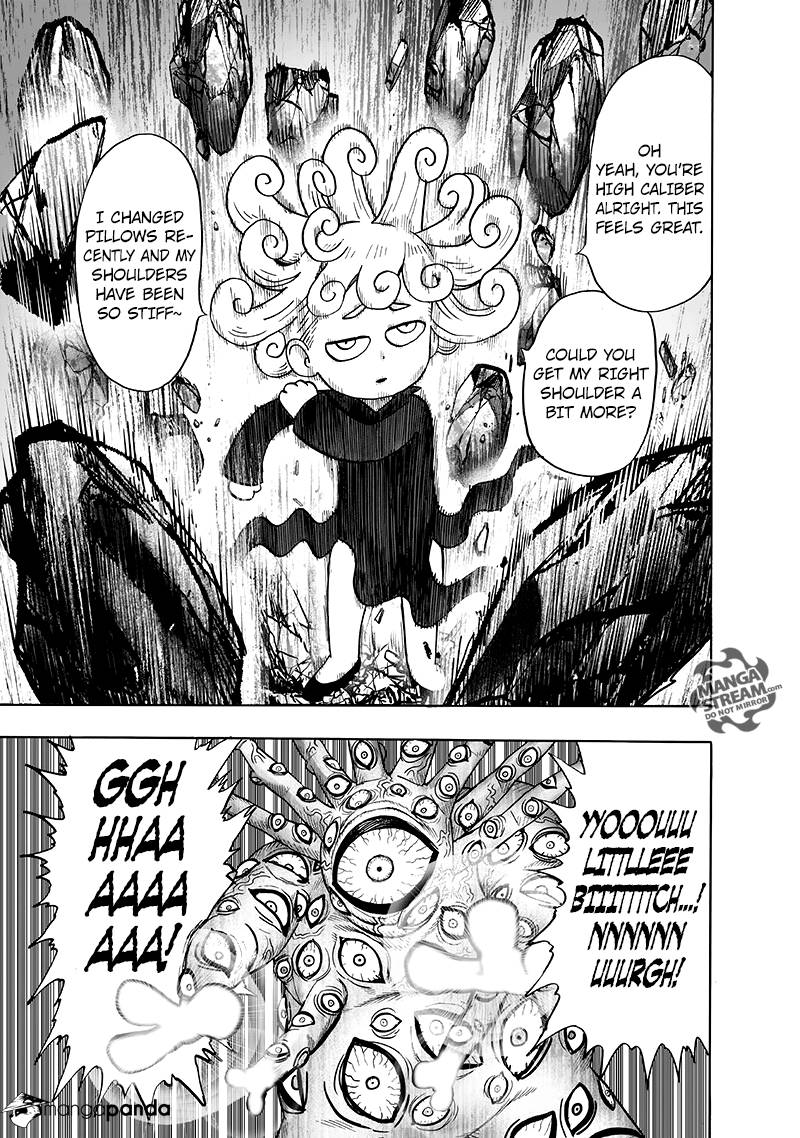 OH
YEAH, YOU'RE
HIGH CALIBER
ALRIGHT. THIS
FEELS GREAT.
COULD YOU
GET MY RIGHT
SHOULDER A
BIT MORE?
I CHANGED
PILLOWS RE-
CENTLY AND MY
SHOULDERS
HAVE BEEN
SO STIFF~
MANGA
STREAM.com
DO NOT MIRROR
YYOOOUUU
LITTLLEEE
BIIITTTTCH...!
NNNNNN
UUURGH!
GGH
HHAA
AAAA
AAA!
mangapanda